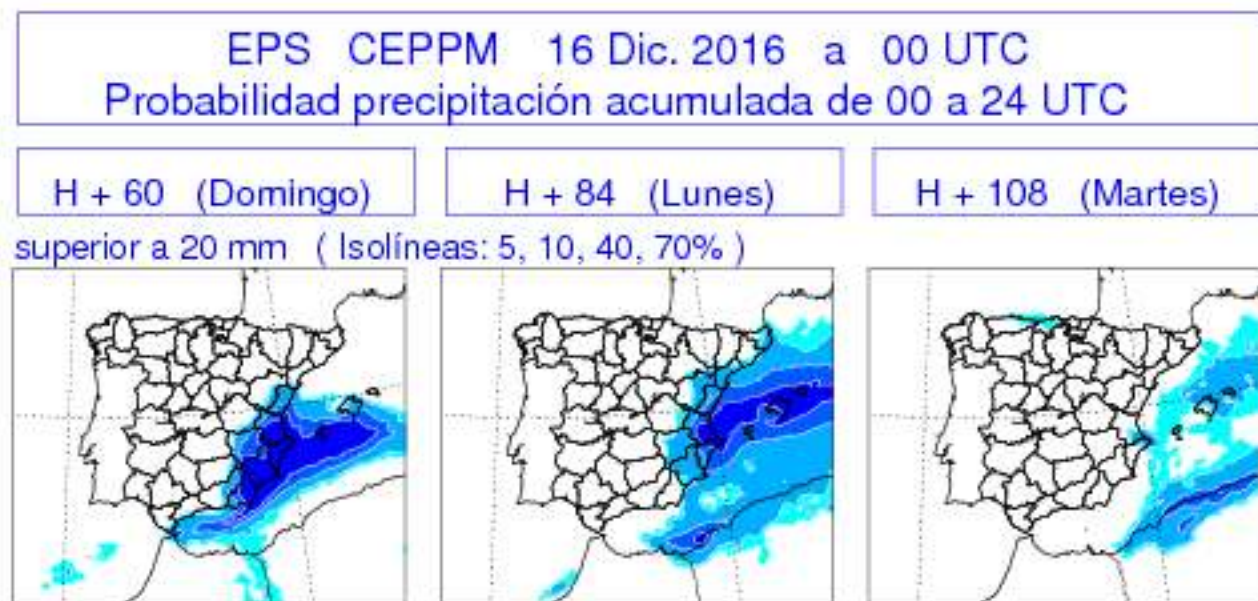 EPS CEPPM 16 Dic. 2016 a 00 UTC
Probabilidad precipitación acumulada de 00 a 24 UTC
H + 60 (Domingo)
H + 84 (Lunes)
H + 108 (Martes)
superior a 20 mm ( Isolíneas: 5, 10, 40, 70% )